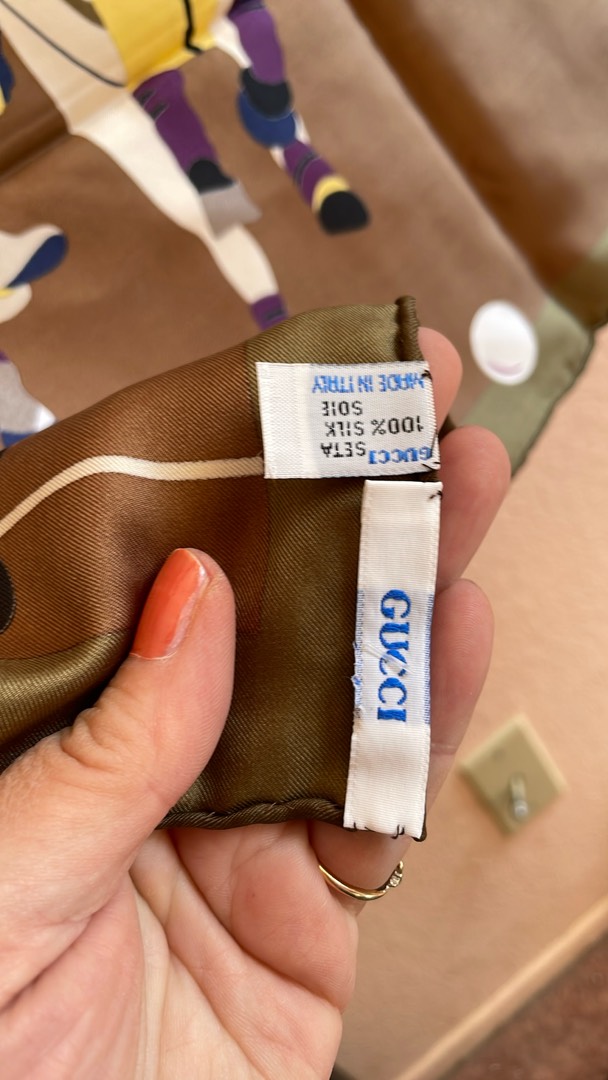 GUCCI SETA
100% SILK
SOIE
MADE IN ITALY
GUCCI